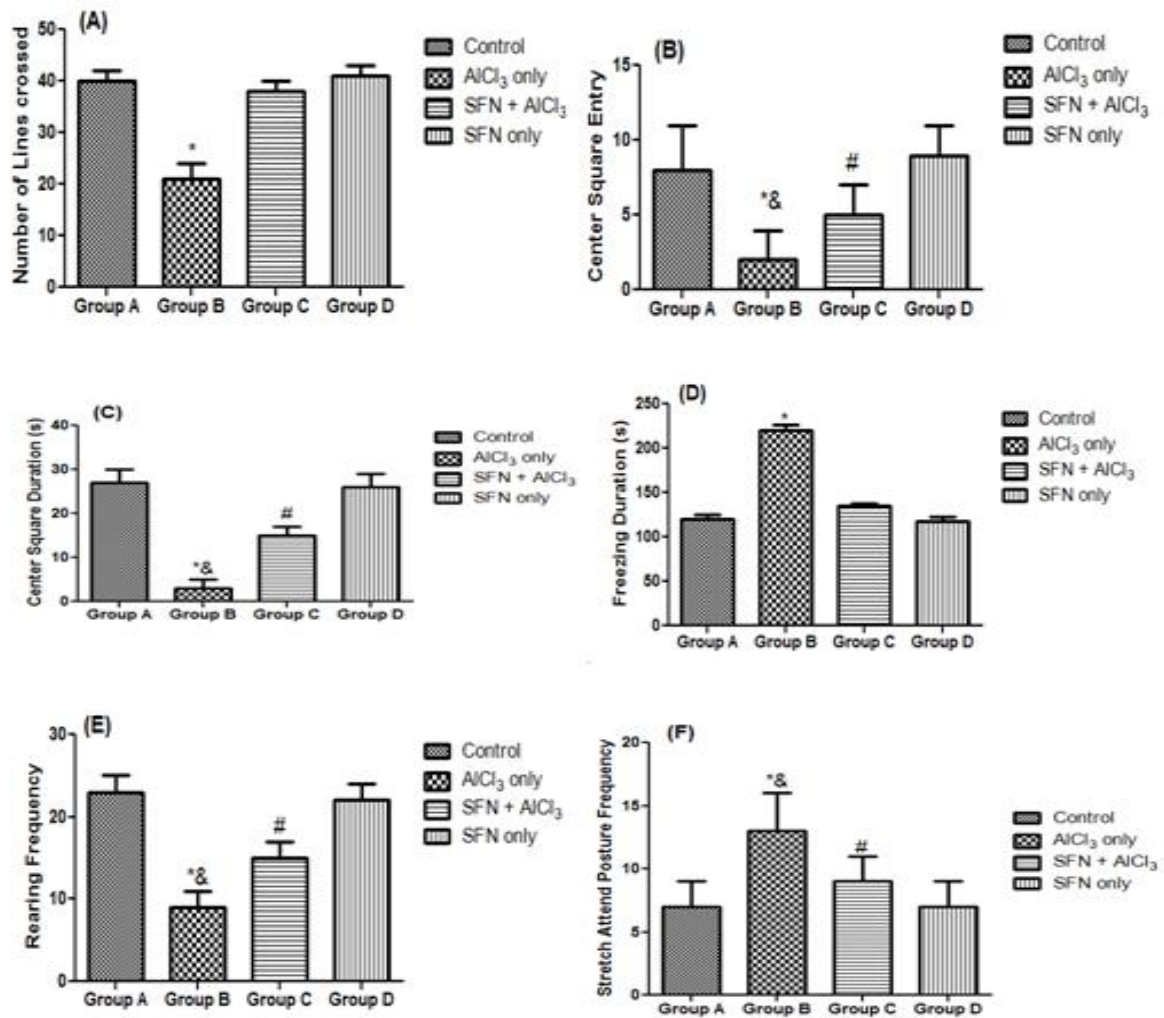 (A)
Number of Lines crossed
50
40
30
20
10
0
*
Group A Group B Group C Group D
Control
AlCl₃ only
SFN + AlCl₃
SFN only
(B)
Center Square Entry
15
10
5
0
*&
#
Group A Group B Group C Group D
Control
AlCl₃ only
SFN + AlCl₃
SFN only
(C)
Center Square Duration (s)
40
30
20
10
0
*&
#
Group A Group B Group C Group D
Control
AlCl₃ only
SFN + AlCl₃
SFN only
(D)
Freezing Duration (s)
250
200
150
100
50
0
*
Group A Group B Group C Group D
Control
AlCl₃ only
SFN + AlCl₃
SFN only
(E)
Rearing Frequency
30
20
10
0
*&
#
Group A Group B Group C Group D
Control
AlCl₃ only
SFN + AlCl₃
SFN only
(F)
Stretch Attend Posture Frequency
20
15
10
5
0
*&
#
Group A Group B Group C Group D
Control
AlCl₃ only
SFN + AlCl₃
SFN only